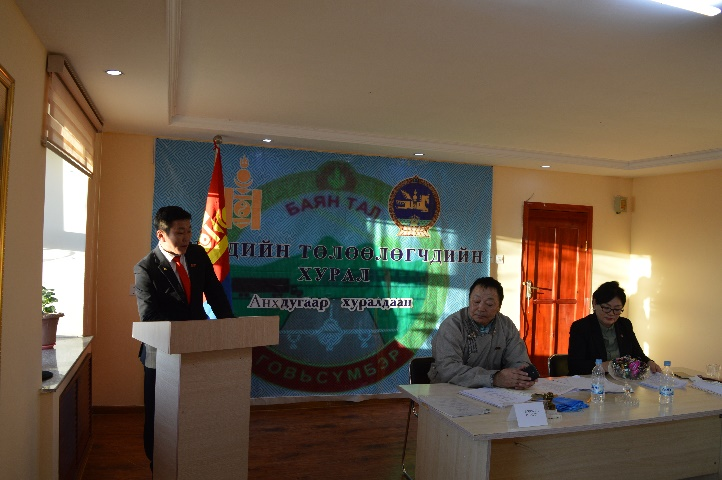 БАЯН ТАЛ
ДИЙН ТӨЛӨӨЛӨГЧДИЙН
ХУРАЛ
Анхдугаар хуралдаан
ГОВЬСҮМБЭР